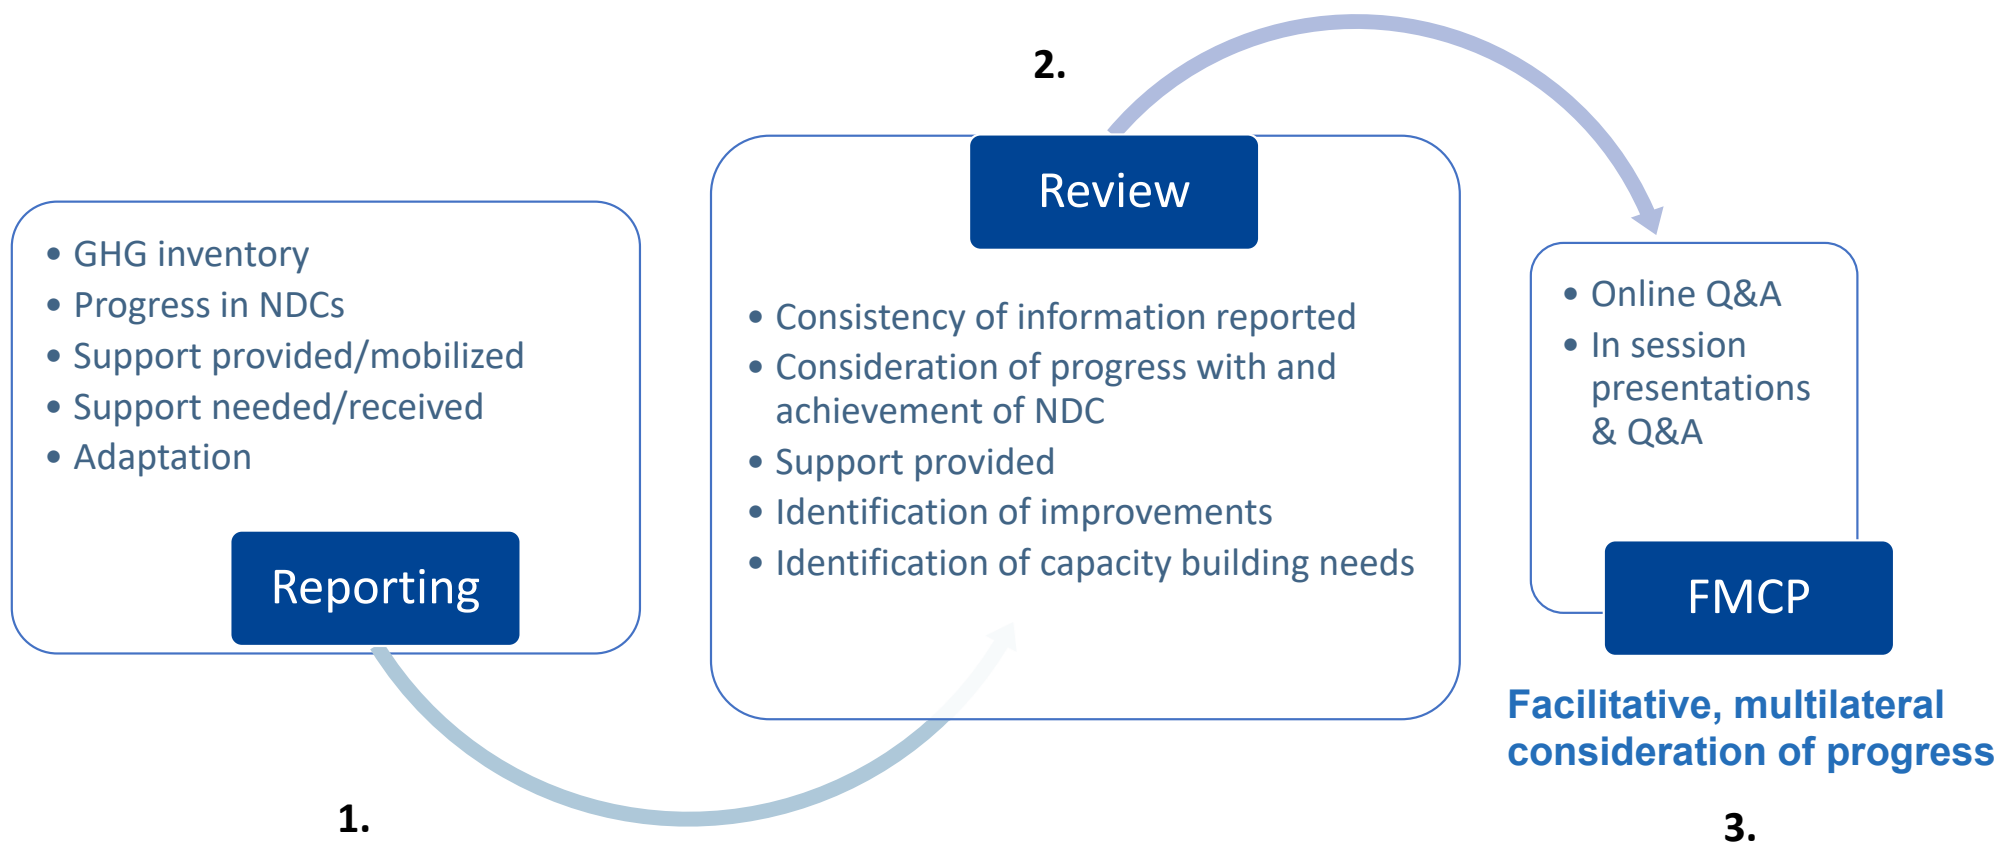 • GHG inventory
• Progress in NDCs
• Support provided/mobilized
• Support needed/received
• Adaptation
Reporting
1.
2.
Review
• Consistency of information reported
• Consideration of progress with and
achievement of NDC
• Support provided
• Identification of improvements
• Identification of capacity building needs
• Online Q&A
• In session
presentations
& Q&A
FMCP
Facilitative, multilateral
consideration of progress
3.